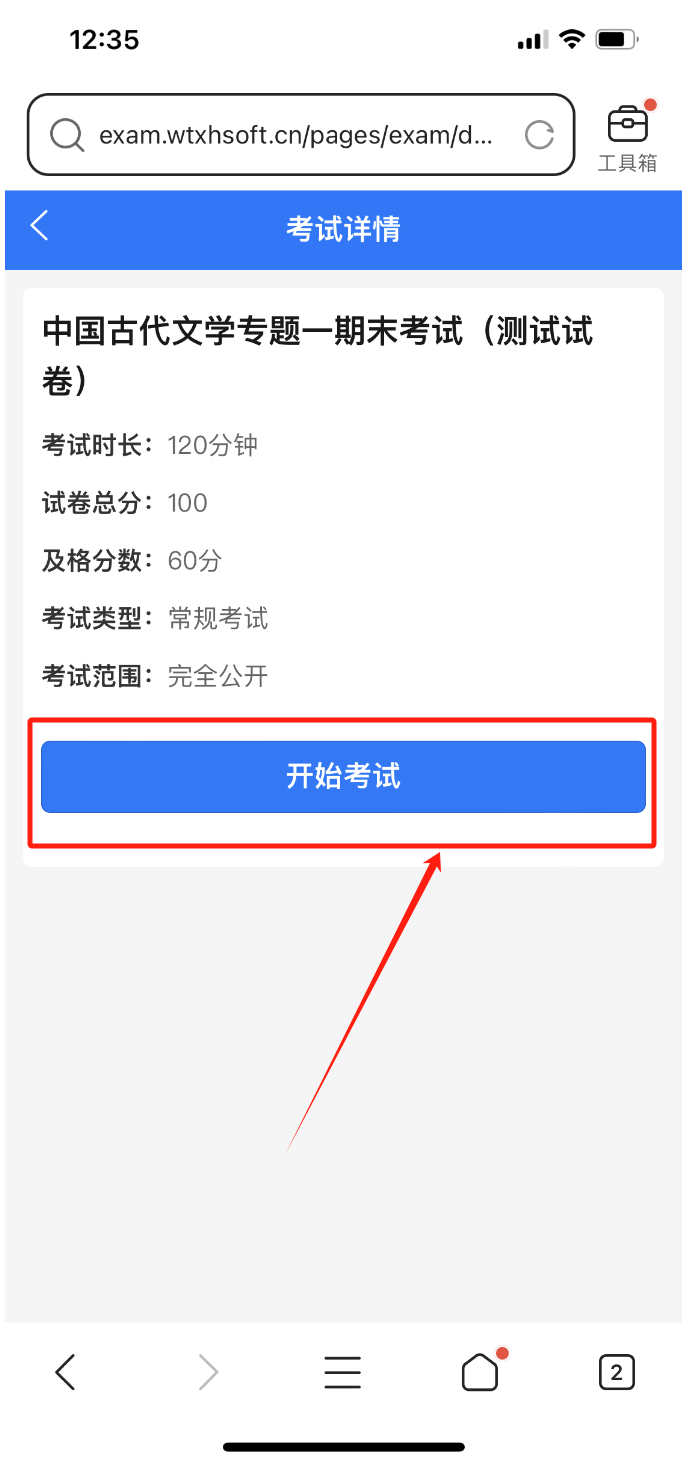 12:35
exam.wtxhsoft.cn/pages/exam/d...
工具箱
考试详情
中国古代文学专题一期末考试（测试试
卷）
考试时长：120分钟
试卷总分：100
及格分数：60分
考试类型：常规考试
考试范围：完全公开
开始考试
2